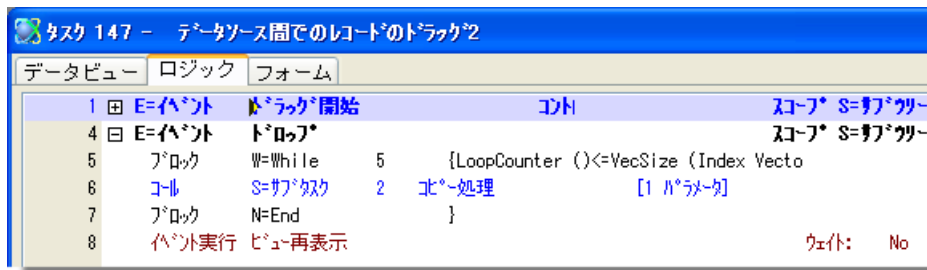 タスク 147 - ﾃﾞｰﾀｿｰｽ間でのﾚｺｰﾄﾞのﾄﾞﾗｯｸﾞ2
データビュー ロジック フォーム
1 E=ｲﾍﾞﾝﾄ ﾄﾞﾗｯｸﾞ開始 ｺﾝﾄﾛ ｽｺｰﾌﾟ S=ｻﾌﾞﾂﾘｰ
4 E=ｲﾍﾞﾝﾄ ﾄﾞﾛｯﾌﾟ ｽｺｰﾌﾟ S=ｻﾌﾞﾂﾘｰ
5 ﾌﾞﾛｯｸ W=While 5 {LoopCounter ()<=VecSize (Index Vecto
6 ｺｰﾙ S=ｻﾌﾞﾀｽｸ 2 ｺﾋﾟｰ処理 [1 ﾊﾟﾗﾒｰﾀ]
7 ﾌﾞﾛｯｸ N=End }
8 ｲﾍﾞﾝﾄ実行 ﾋﾞｭｰ再表示 ｳｪｲﾄ: No